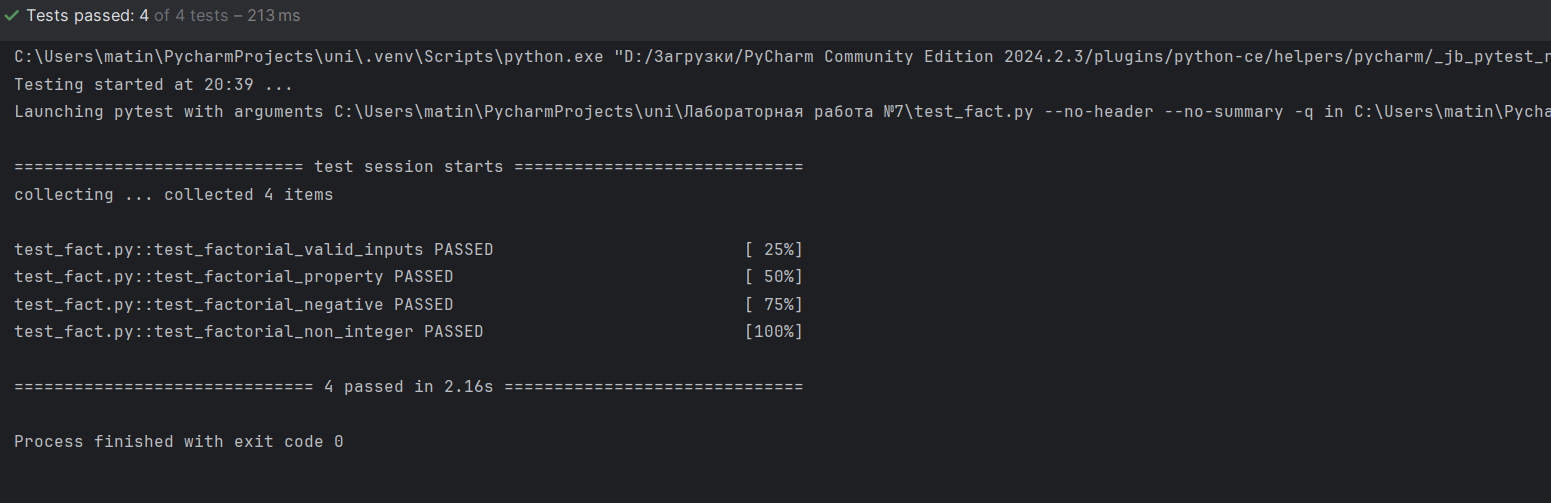 Tests passed: 4 of 4 tests – 213 ms
C:\Users\matin\PycharmProjects\uni\.venv\Scripts\python.exe "D:/Загрузки/PyCharm Community Edition 2024.2.3/plugins/python-ce/helpers/pycharm/_jb_pytest_
Testing started at 20:39 ...
Launching pytest with arguments C:\Users\matin\PycharmProjects\uni\Лабораторная работа №7\test_fact.py --no-header --no-summary -q in C:\Users\matin\Pycha
============================= test session starts =============================
collecting ... collected 4 items
test_fact.py::test_factorial_valid_inputs PASSED [ 25%]
test_fact.py::test_factorial_property PASSED [ 50%]
test_fact.py::test_factorial_negative PASSED [ 75%]
test_fact.py::test_factorial_non_integer PASSED [100%]
============================== 4 passed in 2.16s ==============================
Process finished with exit code 0